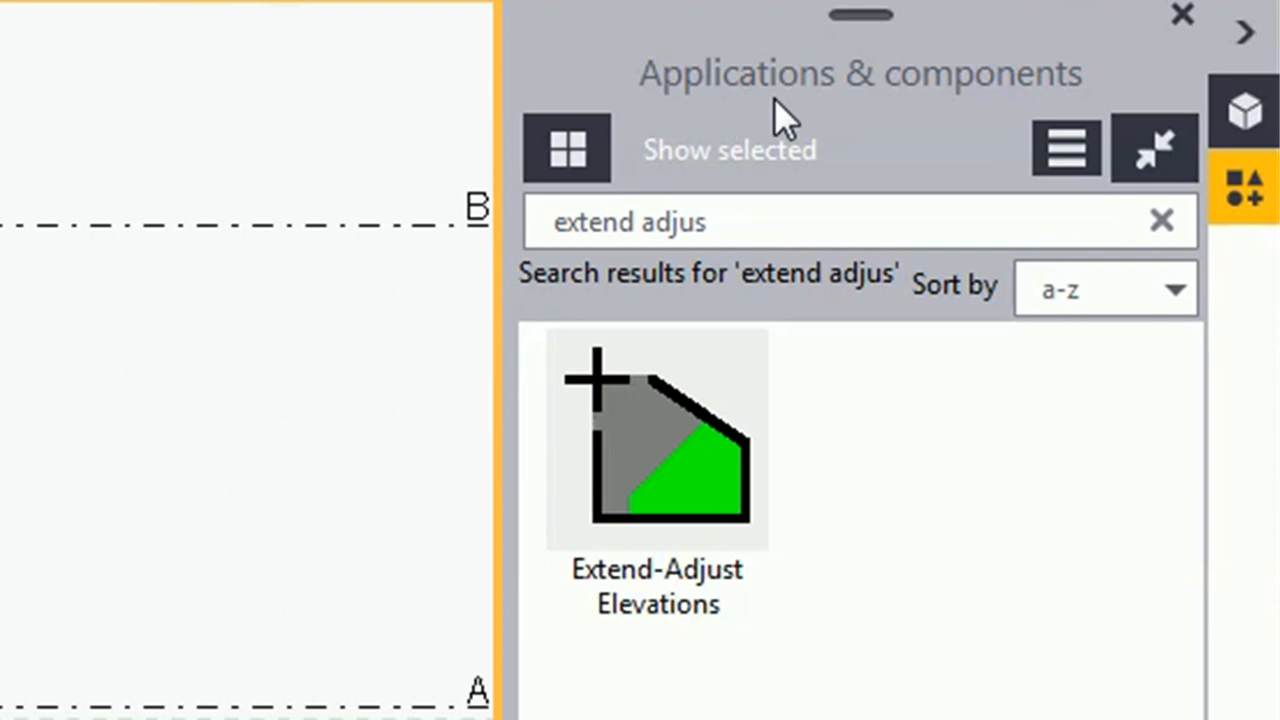 Applications & components
Show selected
B
extend adjus
Search results for 'extend adjus'
Sort by
a-z
Extend-Adjust
Elevations
A